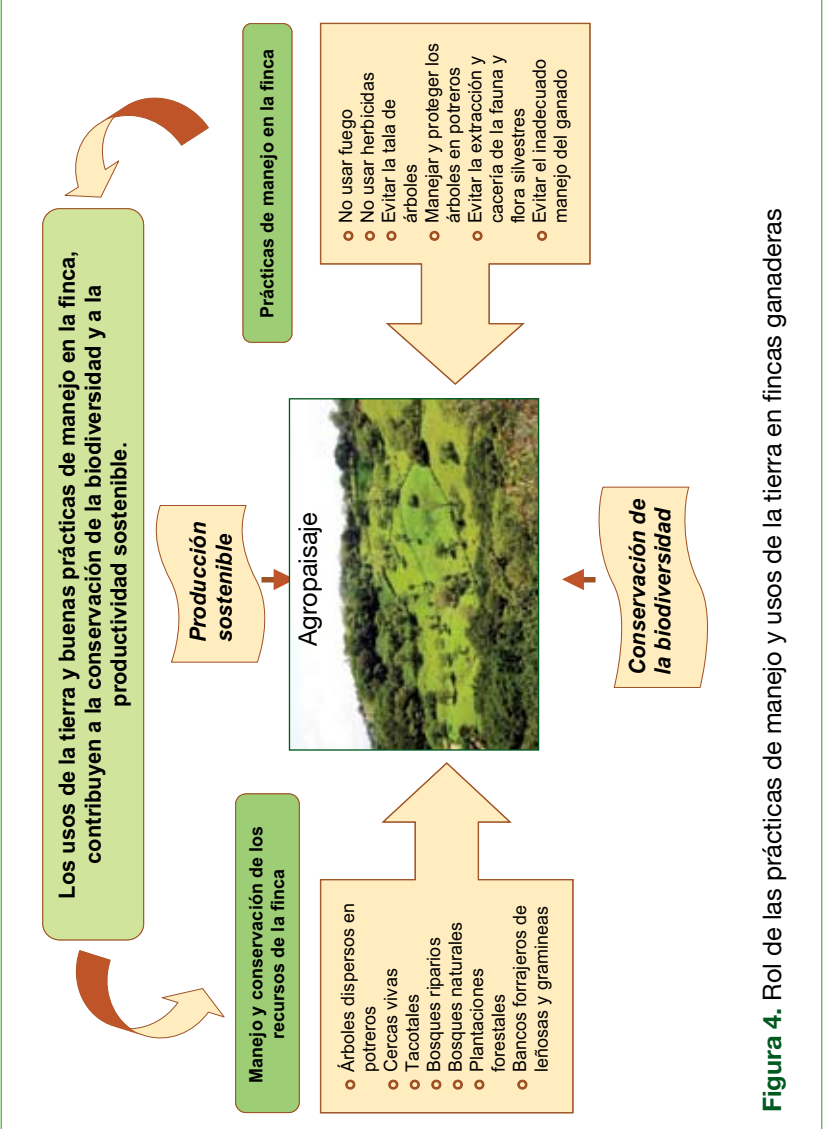 Los usos de la tierra y buenas prácticas de manejo en la finca,
contribuyen a la conservación de la biodiversidad y a la
productividad sostenible.
Manejo y conservación de los
recursos de la finca
Árboles dispersos en
potreros
Cercas vivas
Tacotales
Bosques riparios
Bosques naturales
Plantaciones
forestales
Bancos forrajeros de
leñosas y gramineas
Producción
sostenible
Agropaisaje
Conservación de
la biodiversidad
Prácticas de manejo en la finca
No usar fuego
No usar herbicidas
Evitar la tala de
árboles
Manejar y proteger los
árboles en potreros
Evitar la extracción y
cacería de la fauna y
flora silvestres
Evitar el inadecuado
manejo del ganado
Figura 4. Rol de las prácticas de manejo y usos de la tierra en fincas ganaderas